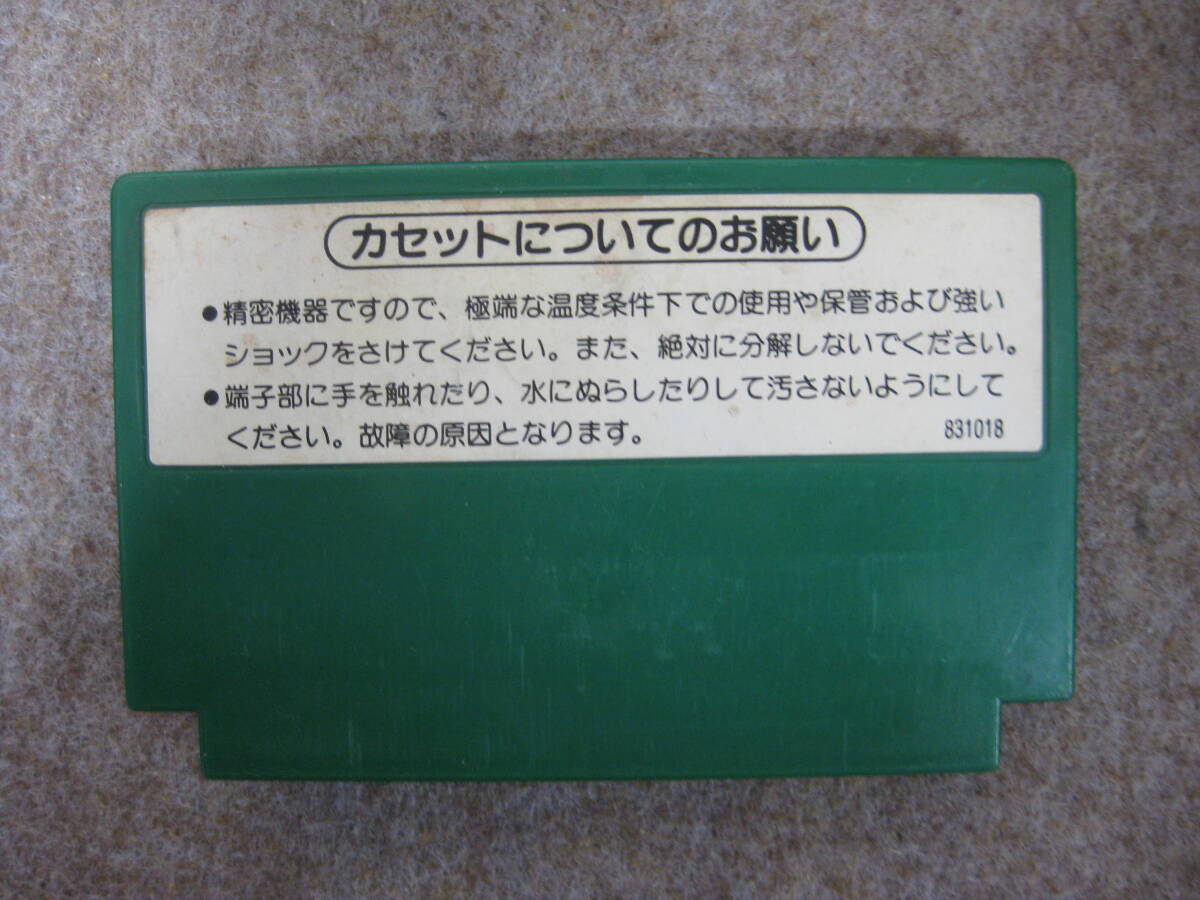 カセットについてのお願い
●精密機器ですので、極端な温度条件下での使用や保管および強い
ショックをさけてください。また、絶対に分解しないでください。
●端子部に手を触れたり、水にぬらしたりして汚さないようにして
ください。故障の原因となります。
831018